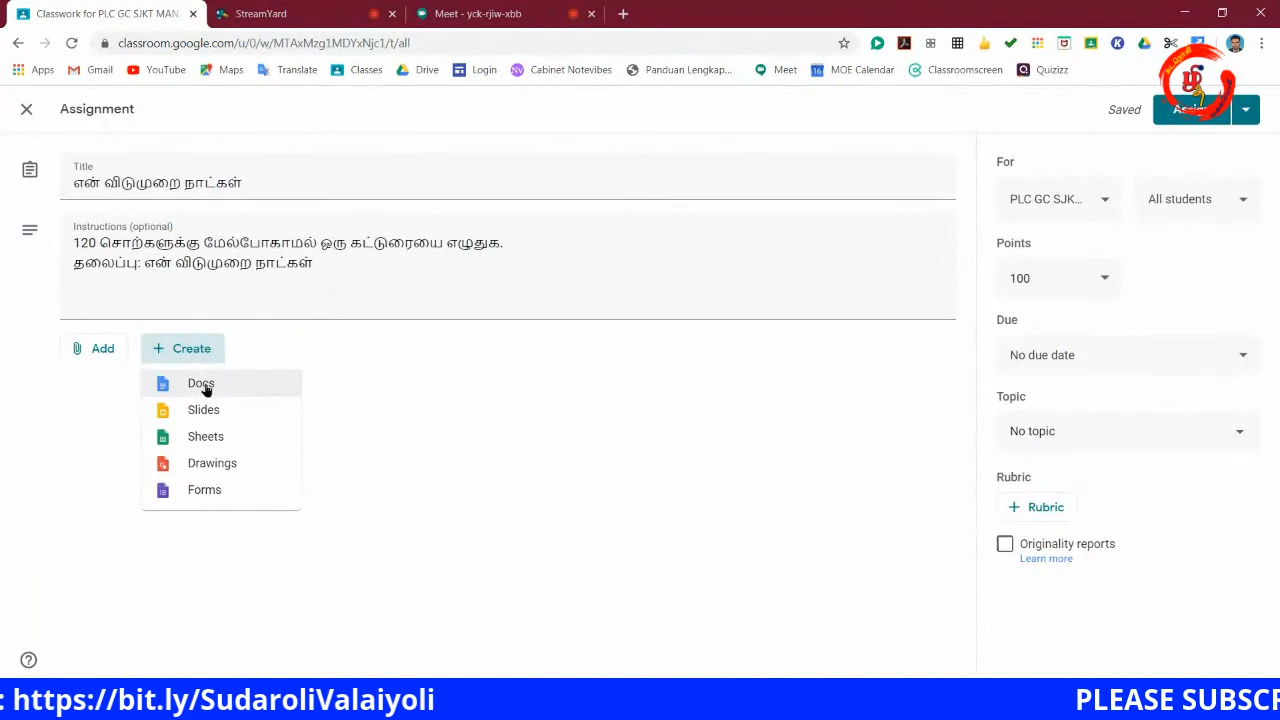 Classwork for PLC GC SJKT MAN
StreamYard
Meet - yck-rjiw-xbb
classroom.google.com/u/0/w/MTAxMzg1MDYxNjc1/t/all
Apps
Gmail
YouTube
Maps
Translate
Classes
Drive
Login
Cabinet Notevibes
Panduan Lengkap...
Meet
MOE Calendar
Classroomscreen
Quizizz
Assignment
Saved
Title
என் விடுமுறை நாட்கள்
Instructions (optional)
120 சொற்களுக்கு மேல்போகாமல் ஒரு கட்டுரையை எழுதுக.
தலைப்பு: என் விடுமுறை நாட்கள்
Add
Create
Docs
Slides
Sheets
Drawings
Forms
For
PLC GC SJK...
All students
Points
100
Due
No due date
Topic
No topic
Rubric
Rubric
Originality reports
Learn more
: https://bit.ly/SudaroliValaiyoli
PLEASE SUBSC